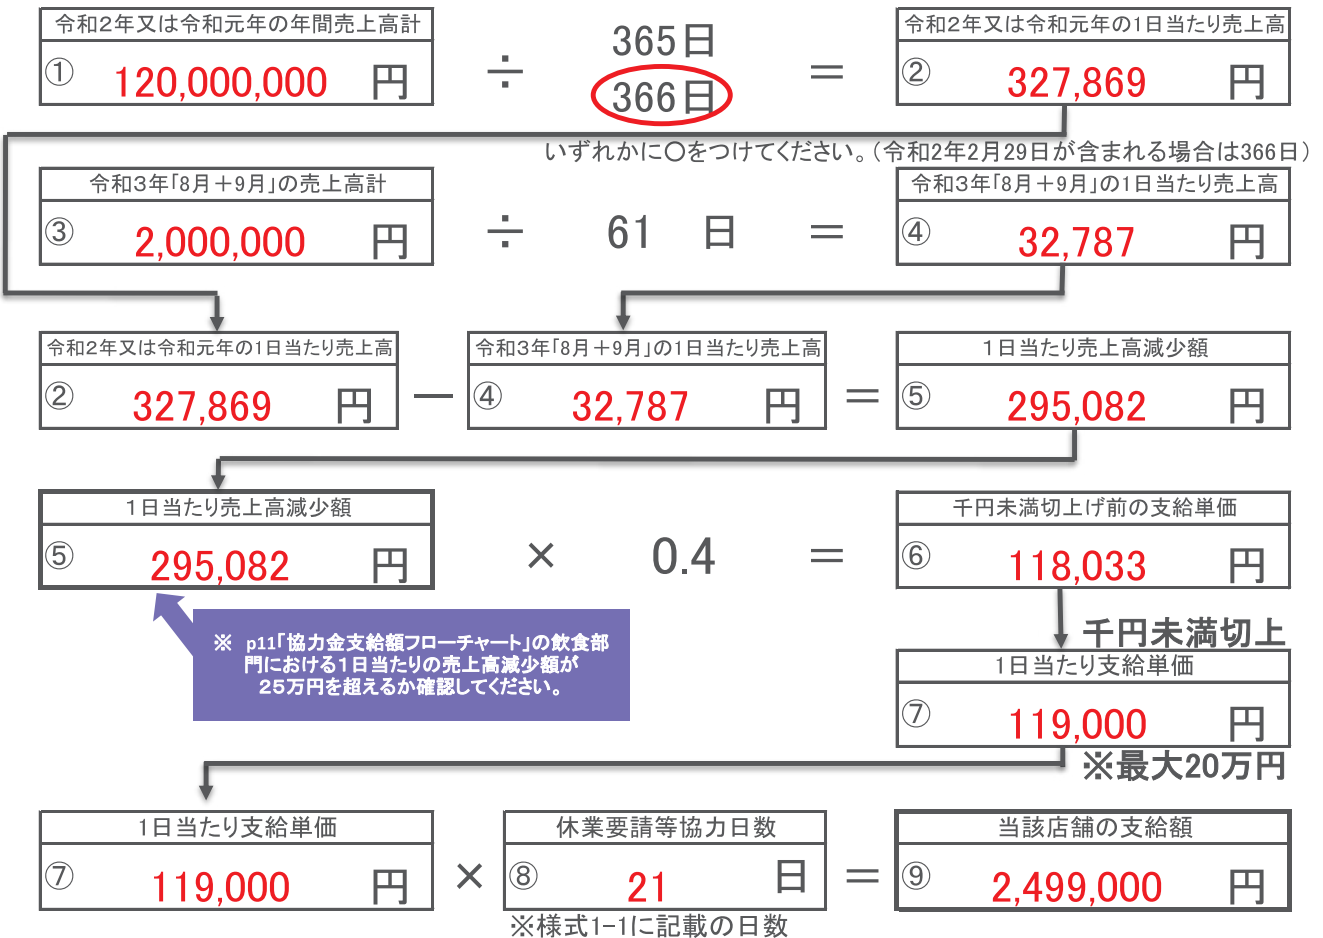 令和2年又は令和元年の年間売上高計
① 120,000,000 円
÷
365日
366日
＝
令和2年又は令和元年の1日当たり売上高
② 327,869 円
いずれかに〇をつけてください。（令和2年2月29日が含まれる場合は366日）
令和3年「8月＋9月」の売上高計
③ 2,000,000 円
÷ 61 日 ＝
令和3年「8月＋9月」の1日当たり売上高
④ 32,787 円
令和2年又は令和元年の1日当たり売上高
② 327,869 円
－
令和3年「8月＋9月」の1日当たり売上高
④ 32,787 円
＝
1日当たり売上高減少額
⑤ 295,082 円
1日当たり売上高減少額
⑤ 295,082 円
× 0.4 ＝
千円未満切上げ前の支給単価
⑥ 118,033 円
※ p11「協力金支給額フローチャート」の飲食部
門における1日当たりの売上高減少額が
25万円を超えるか確認してください。
千円未満切上
1日当たり支給単価
⑦ 119,000 円
※最大20万円
1日当たり支給単価
⑦ 119,000 円
×
休業要請等協力日数
⑧ 21 日
※様式1-1に記載の日数
＝
当該店舗の支給額
⑨ 2,499,000 円